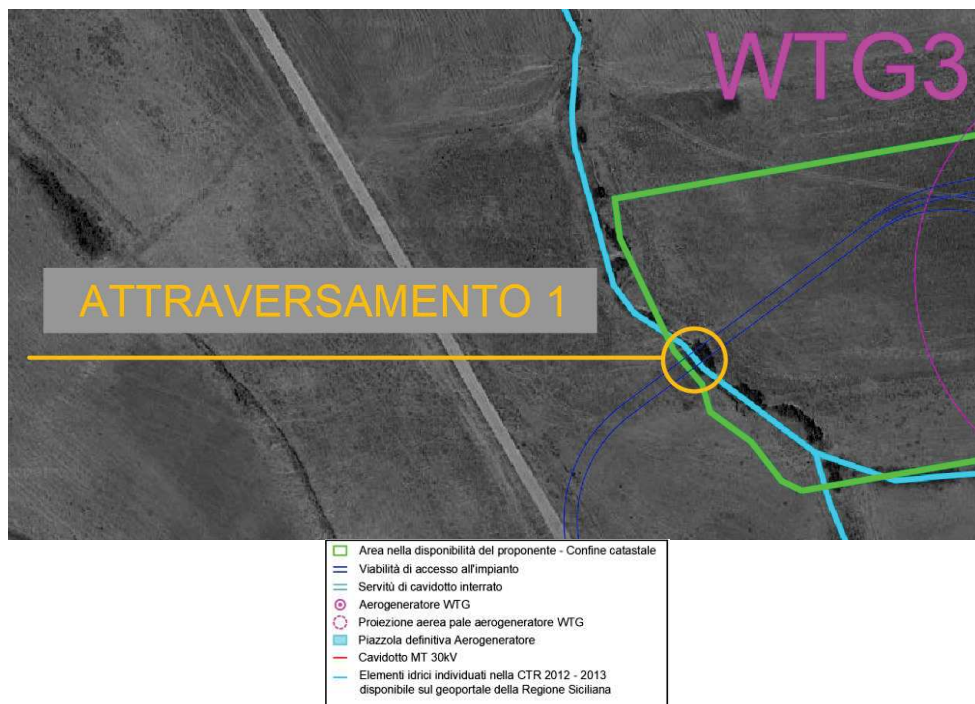 WTG3
ATTRAVERSAMENTO 1
Area nella disponibilità del proponente - Confine catastale
Viabilità di accesso all'impianto
Servitù di cavidotto interrato
Aerogeneratore WTG
Proiezione aerea pale aerogeneratore WTG
Piazzola definitiva Aerogeneratore
Cavidotto MT 30kV
Elementi idrici individuati nella CTR 2012 - 2013
disponibile sul geoportale della Regione Siciliana